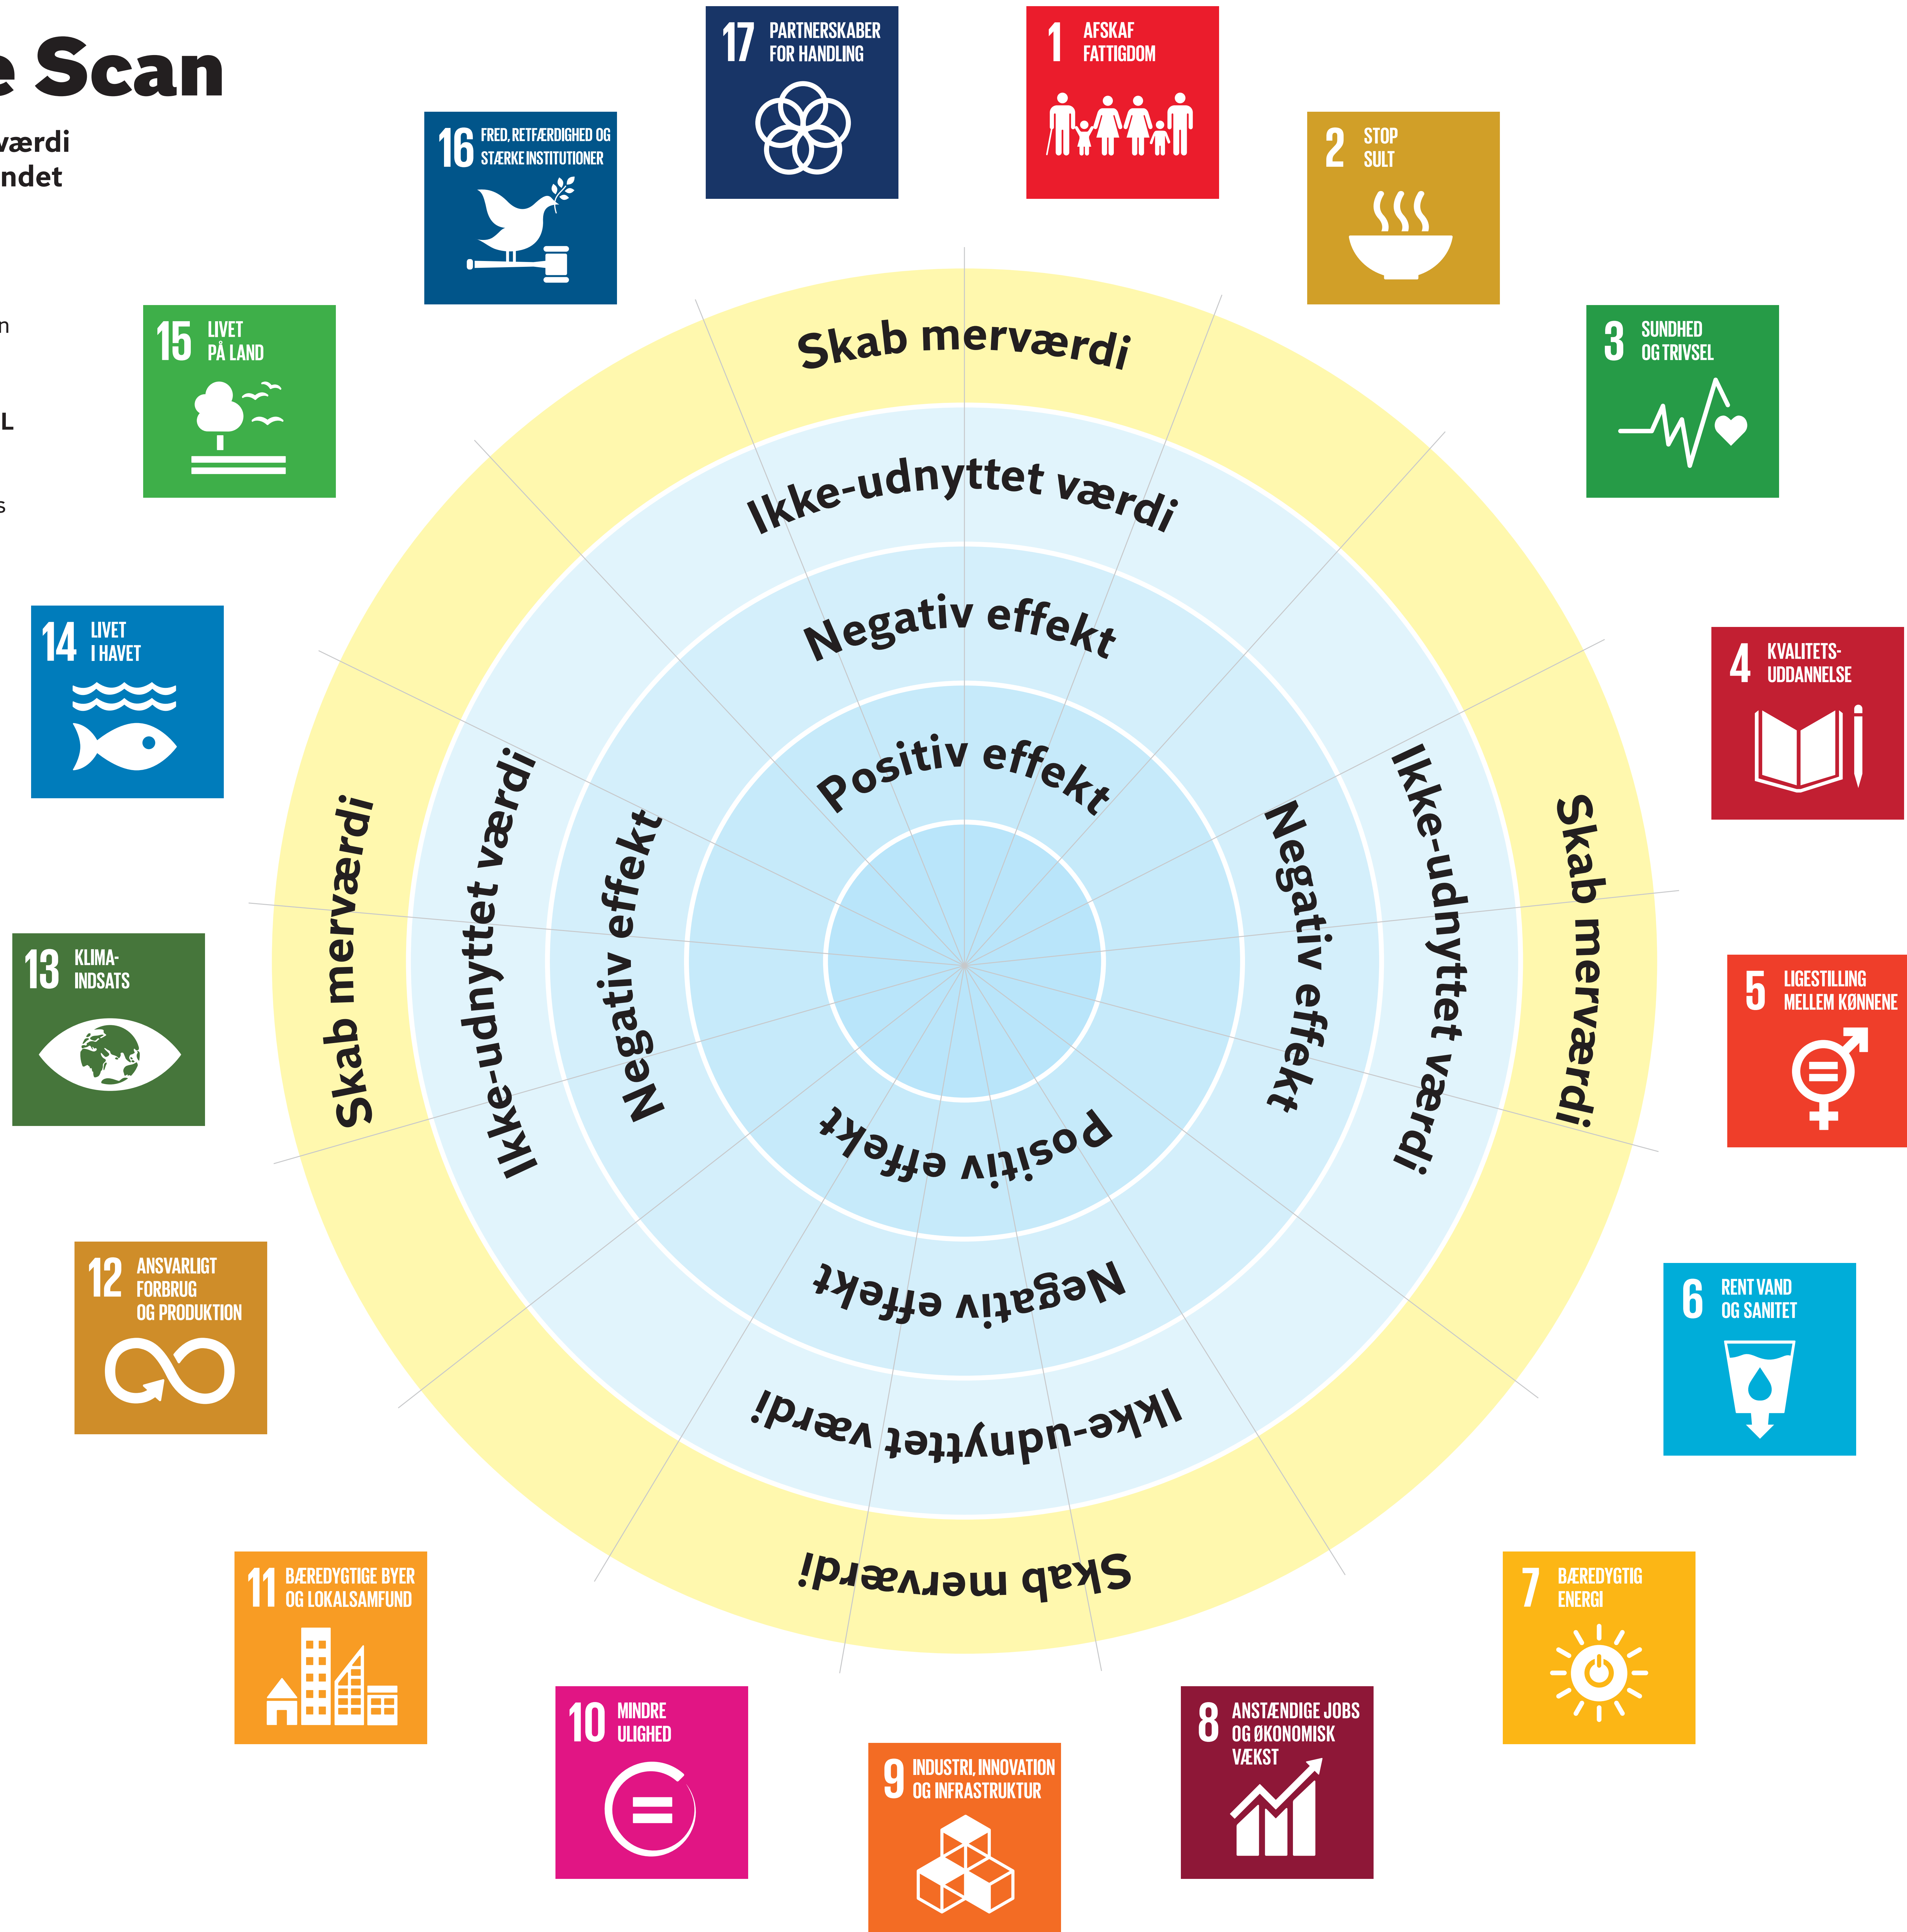 e Scan
værdi
ndet
n
L
s
17 PARTNERSKABER
FOR HANDLING
1 AFSKAF
FATTIGDOM
2 STOP
SULT
3 SUNDHED
OG TRIVSEL
4 KVALITETS-
UDDANNELSE
5 LIGESTILLING
MELLEM KØNNENE
6 RENT VAND
OG SANITET
7 BÆREDYGTIG
ENERGI
8 ANSTÆNDIGE JOBS
OG ØKONOMISK
VÆKST
9 INDUSTRI, INNOVATION
OG INFRASTRUKTUR
10 MINDRE
ULIGHED
11 BÆREDYGTIGE BYER
OG LOKALSAMFUND
12 ANSVARLIGT
FORBRUG
OG PRODUKTION
13 KLIMA-
INDSATS
14 LIVET
I HAVET
15 LIVET
PÅ LAND
16 FRED, RETFÆRDIGHED OG
STÆRKE INSTITUTIONER
Skab merværdi
Ikke-udnyttet værdi
Negativ effekt
Positiv effekt
Skab merværdi
Ikke-udnyttet værdi
Negativ effekt
Negativ effekt
Ikke-udnyttet værdi
Skab merværdi
Positiv effekt
Negativ effekt
Ikke-udnyttet værdi
Skab merværdi